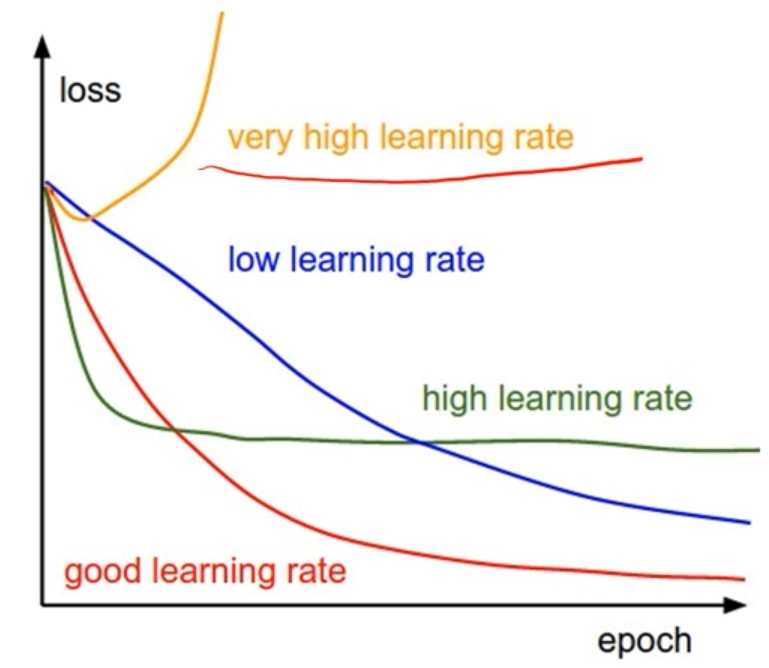 loss
very high learning rate
low learning rate
high learning rate
good learning rate
epoch